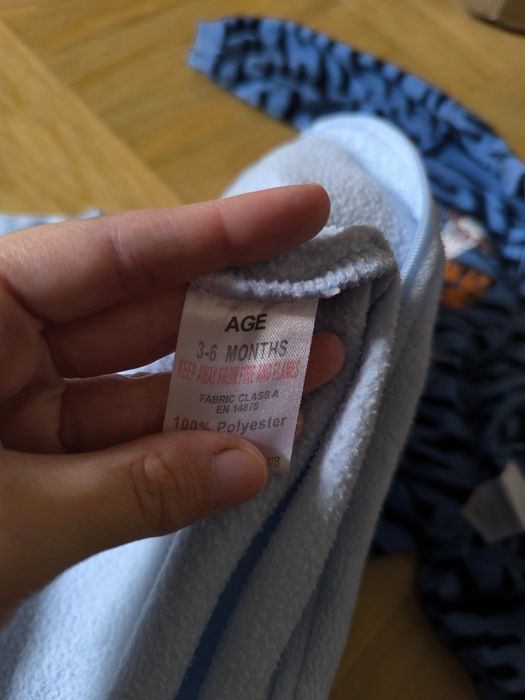 AGE
3-6 MONTHS
KEEP AWAY FROM FIRE AND FLAMES
FABRIC CLASS A
EN 14878
100% Polyester